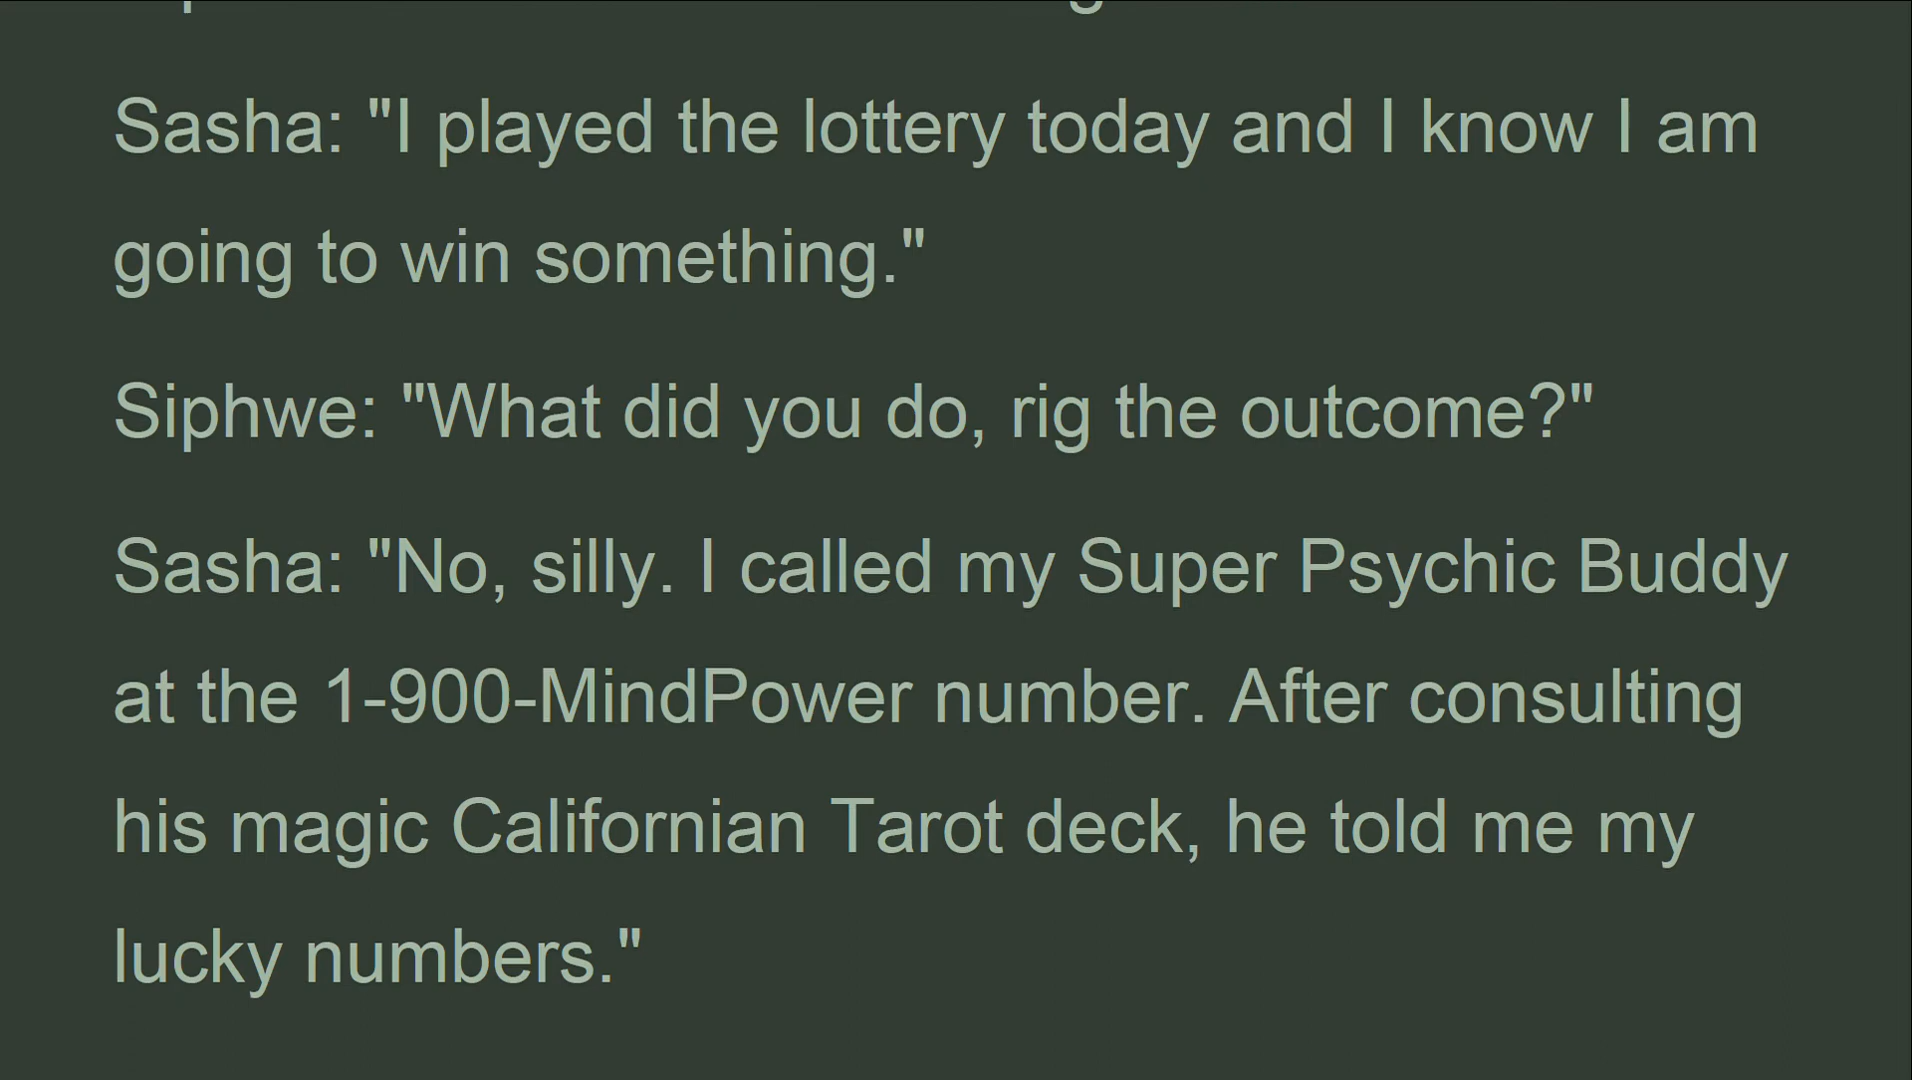 Sasha: "I played the lottery today and I know I am
going to win something."
Siphwe: "What did you do, rig the outcome?"
Sasha: "No, silly. I called my Super Psychic Buddy
at the 1-900-MindPower number. After consulting
his magic Californian Tarot deck, he told me my
lucky numbers."